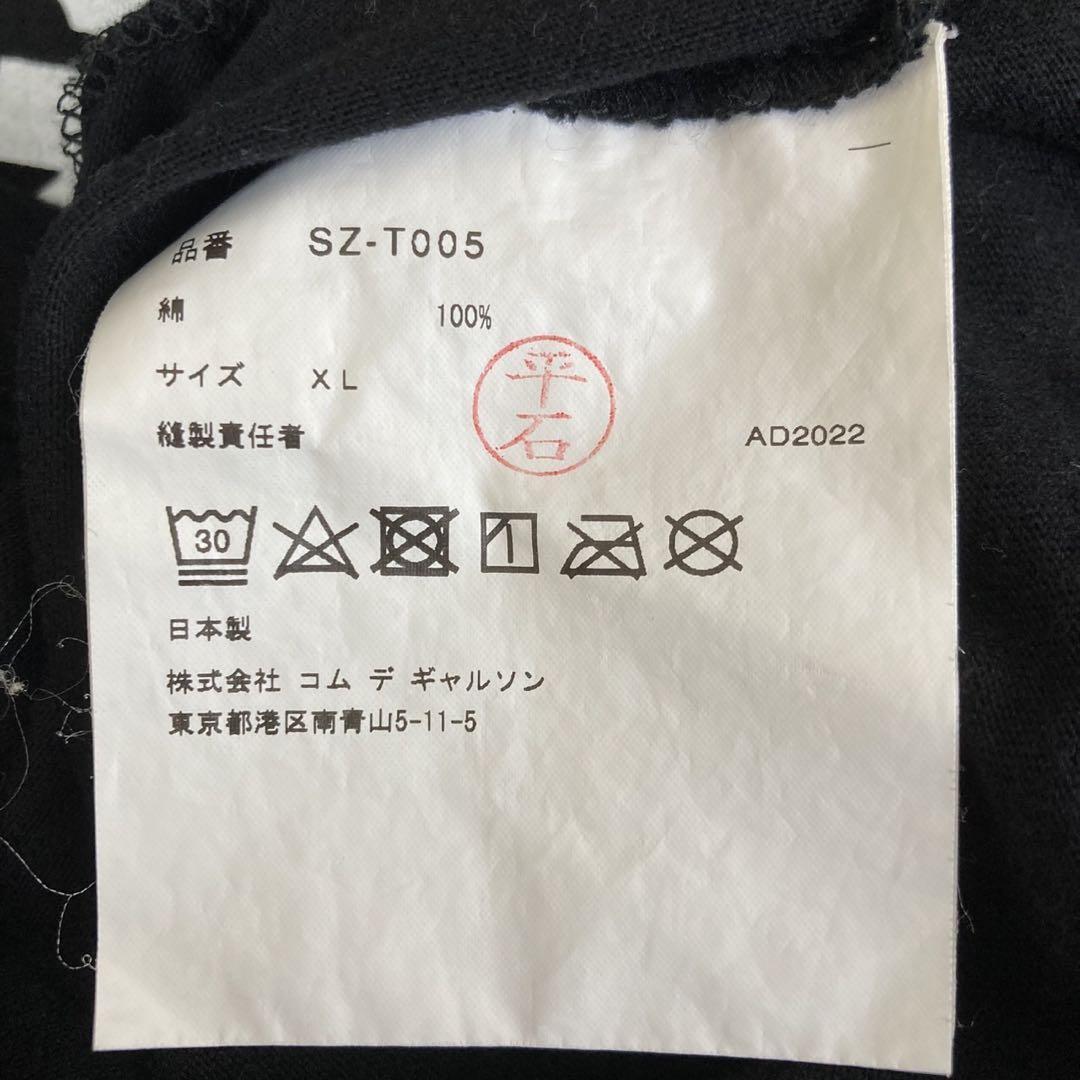 品番 SZ-T005
綿 100%
サイズ XL
平石
縫製責任者 AD2022
30
日本製
株式会社 コム デ ギャルソン
東京都港区南青山5-11-5